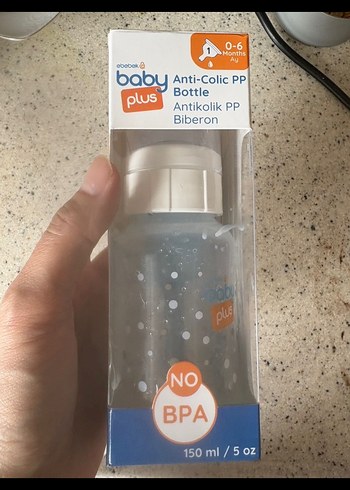 1
0-6
Months
Ay
ebebek
baby
plus
Anti-Colic PP
Bottle
Antikolik PP
Biberon
baby
plus
NO
BPA
150 ml / 5 oz